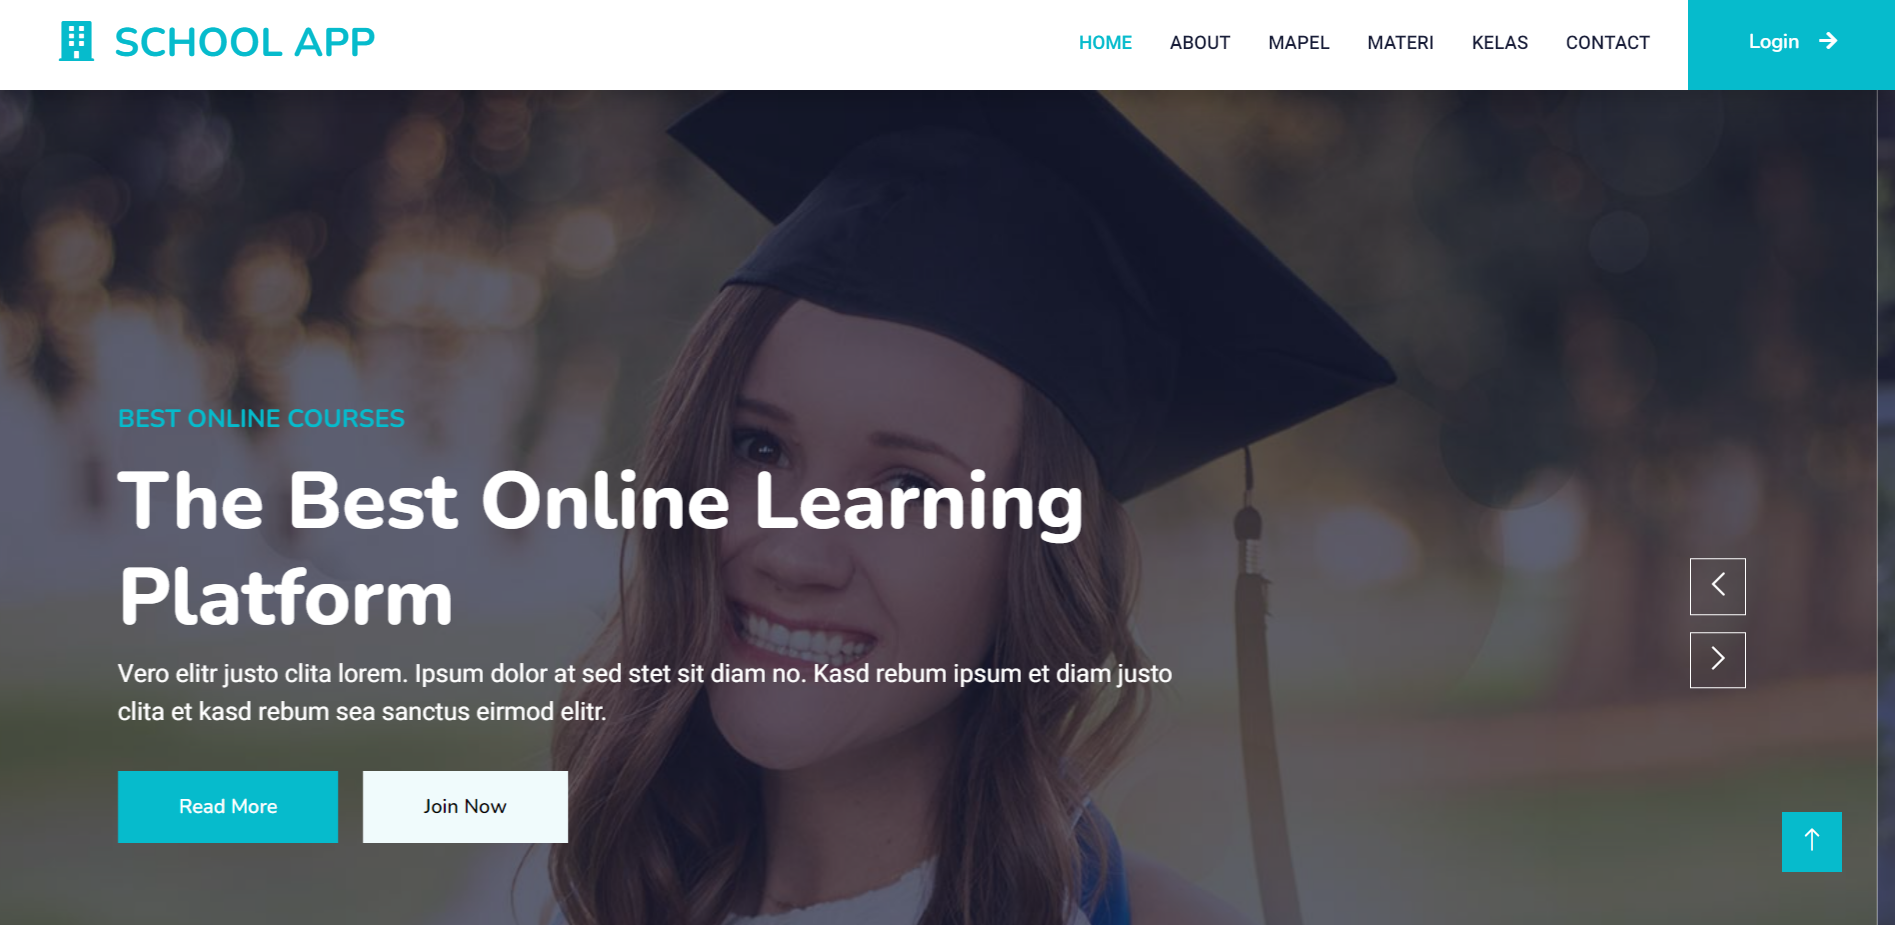 SCHOOL APP
HOME
ABOUT
MAPEL
MATERI
KELAS
CONTACT
Login
BEST ONLINE COURSES
The Best Online Learning
Platform
Vero elitr justo clita lorem. Ipsum dolor at sed stet sit diam no. Kasd rebum ipsum et diam justo
clita et kasd rebum sea sanctus eirmod elitr.
Read More
Join Now